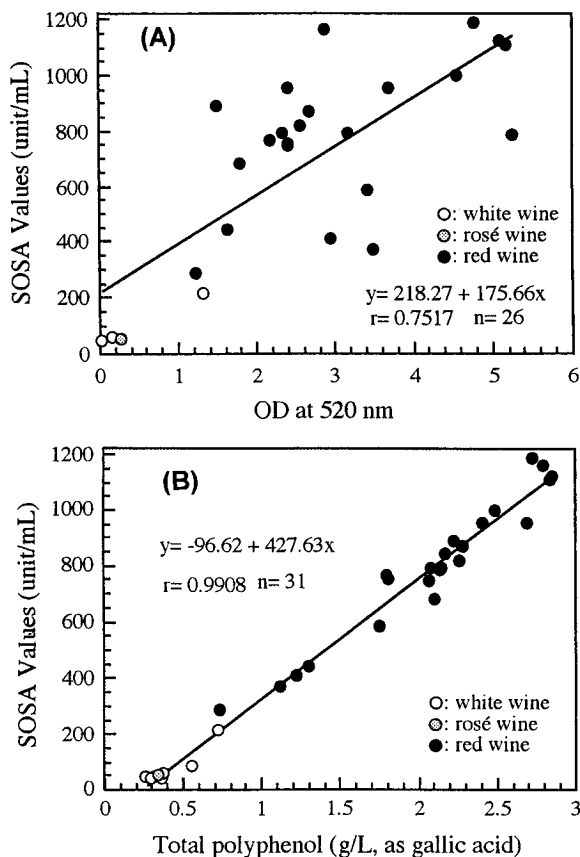 (A)
SOSA Values (unit/mL)
1200
1000
800
600
400
200
0
○: white wine
: rosé wine
●: red wine
y= 218.27 + 175.66x
r= 0.7517 n= 26
0 1 2 3 4 5 6
OD at 520 nm
(B)
SOSA Values (unit/mL)
1200
1000
800
600
400
200
0
y= -96.62 + 427.63x
r= 0.9908 n= 31
○: white wine
: rosé wine
●: red wine
0 0.5 1 1.5 2 2.5 3
Total polyphenol (g/L, as gallic acid)